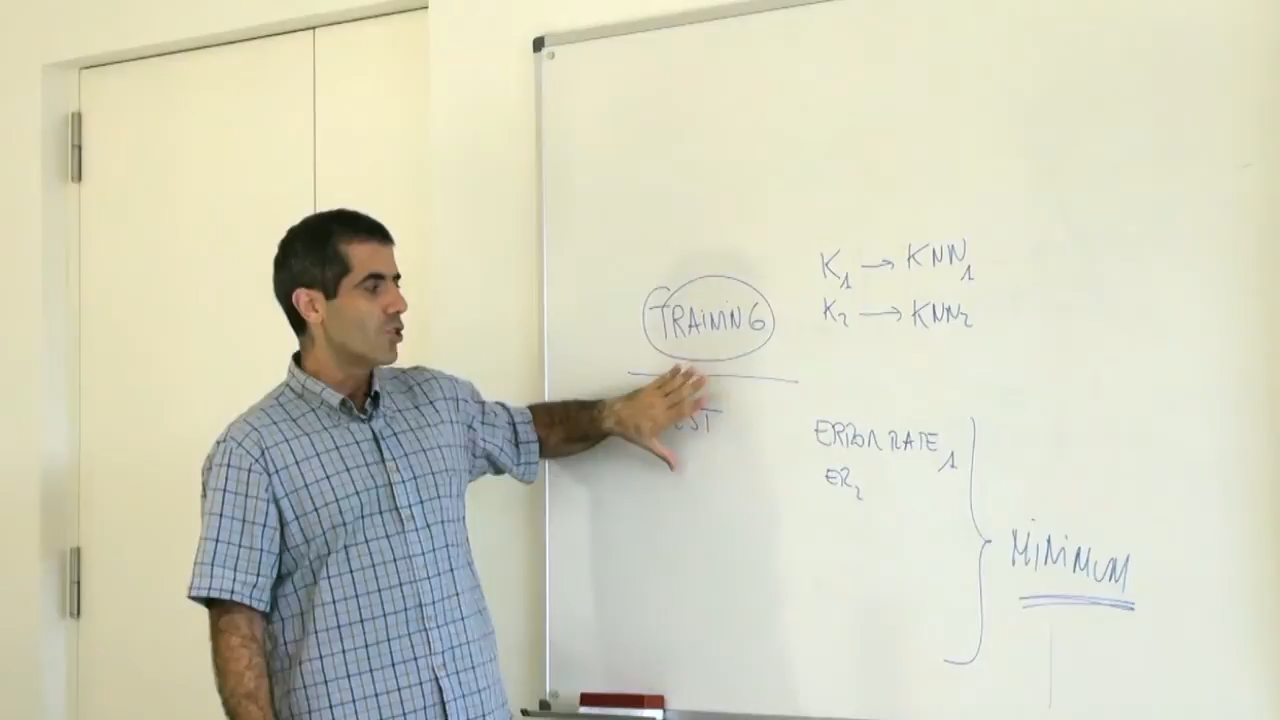 K1 → KNN1
TRAINING
K2 → KNN2
ERROR RATE1
ER2
MINIMUM